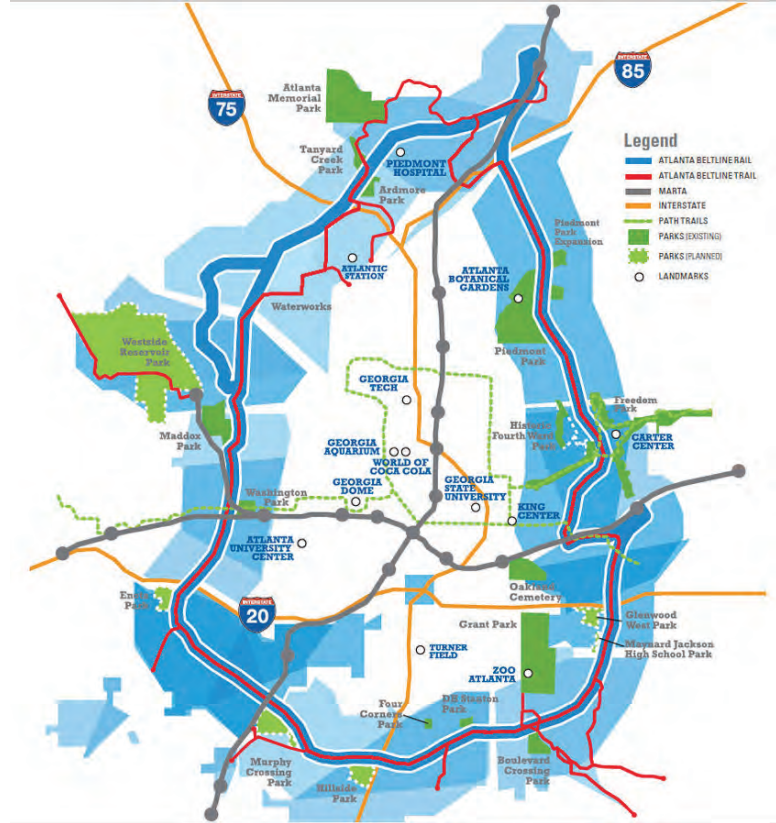 INTERSTATE
85
INTERSTATE
75
Atlanta
Memorial
Park
Tanyard
Creek
Park
PIEDMONT
HOSPITAL
Ardmore
Park
Legend
ATLANTA BELTLINE RAIL
ATLANTA BELTLINE TRAIL
MARTA
INTERSTATE
PATH TRAILS
PARKS (EXISTING)
PARKS (PLANNED)
LANDMARKS
Piedmont
Park
Expansion
ATLANTIC
STATION
ATLANTA
BOTANICAL
GARDENS
Waterworks
Westside
Reservoir
Park
Piedmont
Park
GEORGIA
TECH
Freedom
Park
Maddox
Park
Historic
Fourth Ward
Park
CARTER
CENTER
GEORGIA
AQUARIUM
WORLD OF
COCA COLA
GEORGIA
DOME
GEORGIA
STATE
UNIVERSITY
Washington
Park
KING
CENTER
ATLANTA
UNIVERSITY
CENTER
Oakland
Cemetery
Enota
Park
INTERSTATE
20
Grant Park
Glenwood
West Park
Maynard Jackson
High School Park
TURNER
FIELD
ZOO
ATLANTA
Four
Corners
Park
DH Stanton
Park
Murphy
Crossing
Park
Hillside
Park
Boulevard
Crossing
Park